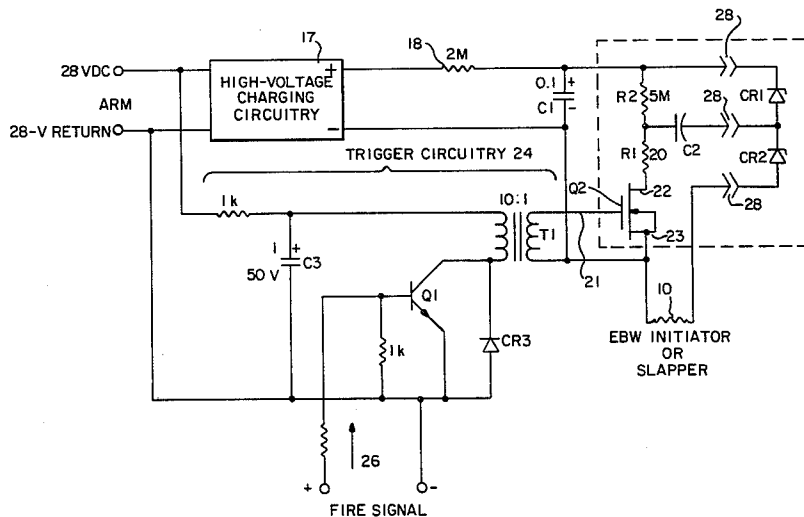 28
17
18
2M
28 VDC
HIGH-VOLTAGE
CHARGING
CIRCUITRY
+
−
ARM
28-V RETURN
0.1
+
C1
-
R2
5M
28
CR1
C2
R1
20
CR2
28
TRIGGER CIRCUITRY 24
Q2
22
23
1k
10:1
T1
21
1
+
C3
50 V
Q1
1k
CR3
10
EBW INITIATOR
OR
SLAPPER
26
+
-
FIRE SIGNAL